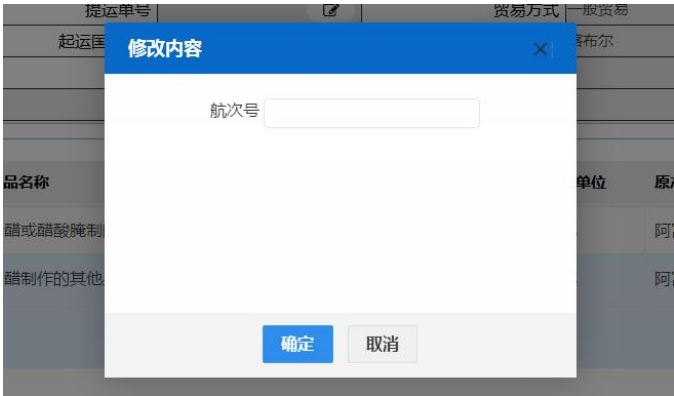 提运单号 贸易方式 一般贸易
起运国 喀布尔
修改内容
航次号
品名称 单位 原产
醋或醋酸腌制 阿富
醋制作的其他 阿富
确定 取消